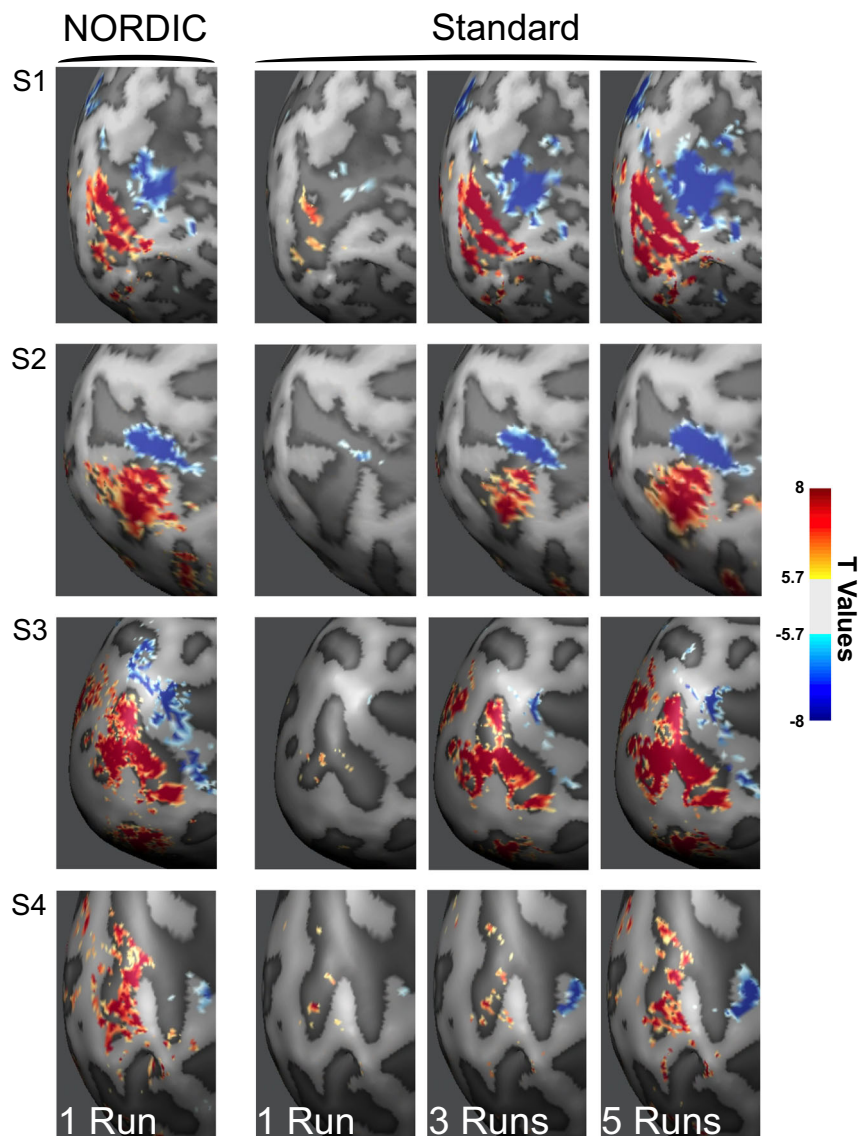 NORDIC Standard
S1
S2
S3
S4
8
5.7
-5.7
-8
T Values
1 Run 1 Run 3 Runs 5 Runs